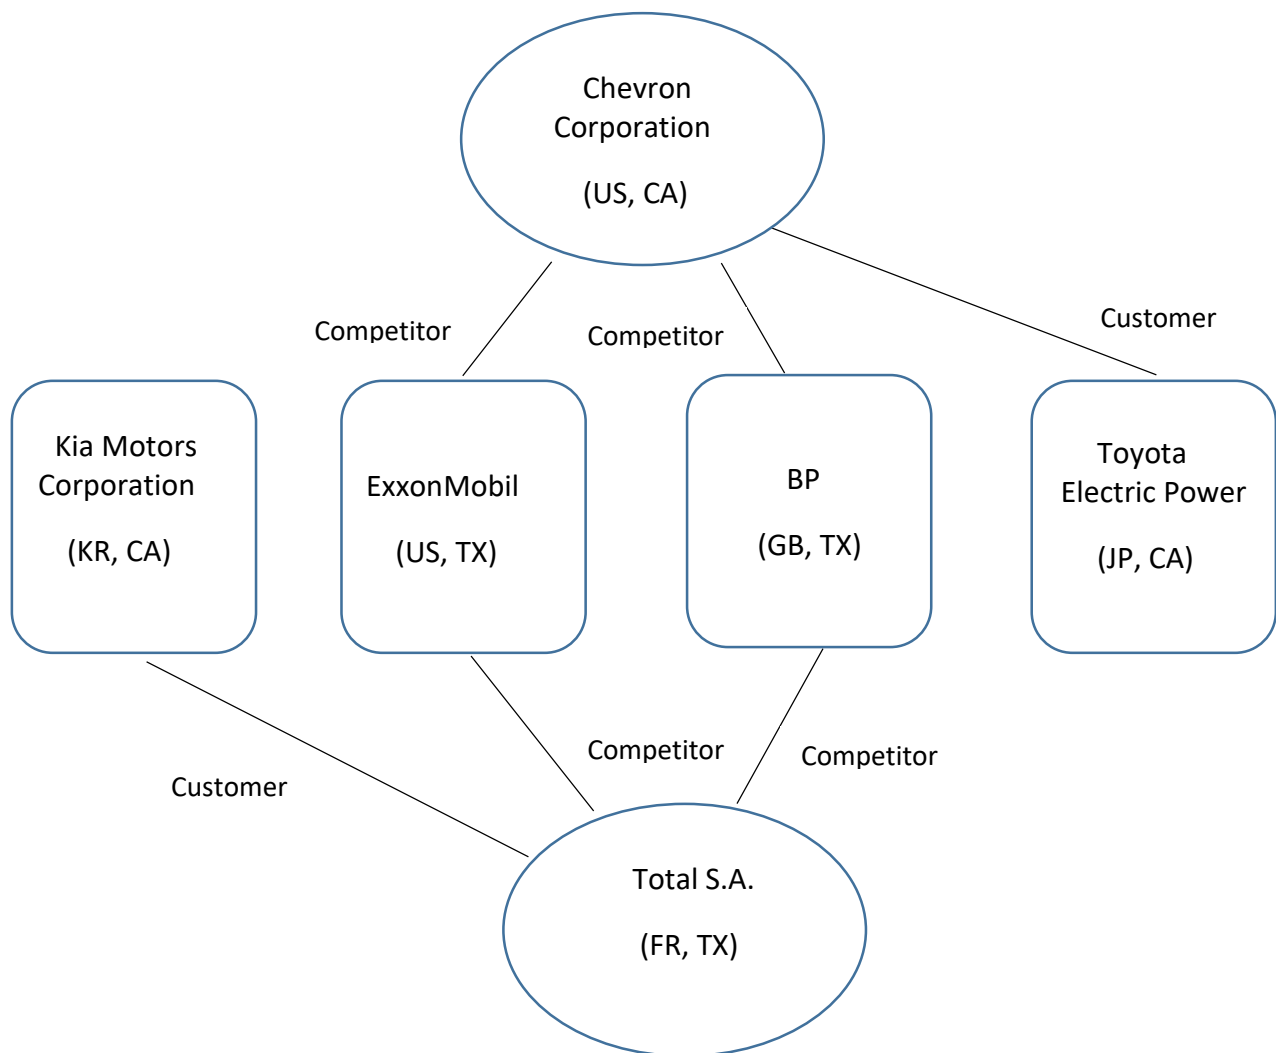 Chevron
Corporation
(US, CA)
Competitor
Competitor
Customer
Kia Motors
Corporation
(KR, CA)
ExxonMobil
(US, TX)
BP
(GB, TX)
Toyota
Electric Power
(JP, CA)
Customer
Competitor
Competitor
Total S.A.
(FR, TX)